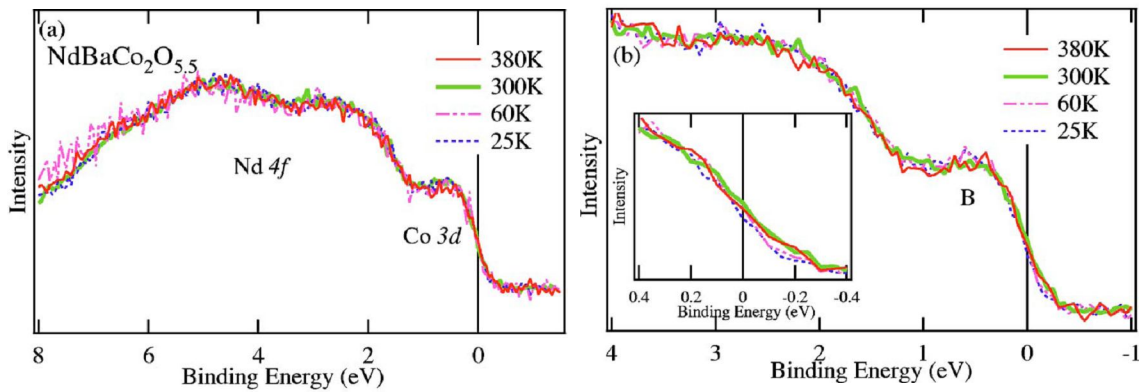 (a)
NdBaCo₂O₅.₅
380K
300K
60K
25K
Nd 4f
Co 3d
Intensity
8 6 4 2 0
Binding Energy (eV)
(b)
380K
300K
60K
25K
B
Intensity
Intensity
0.4 0.2 0 -0.2 -0.4
Binding Energy (eV)
4 3 2 1 0 -1
Binding Energy (eV)